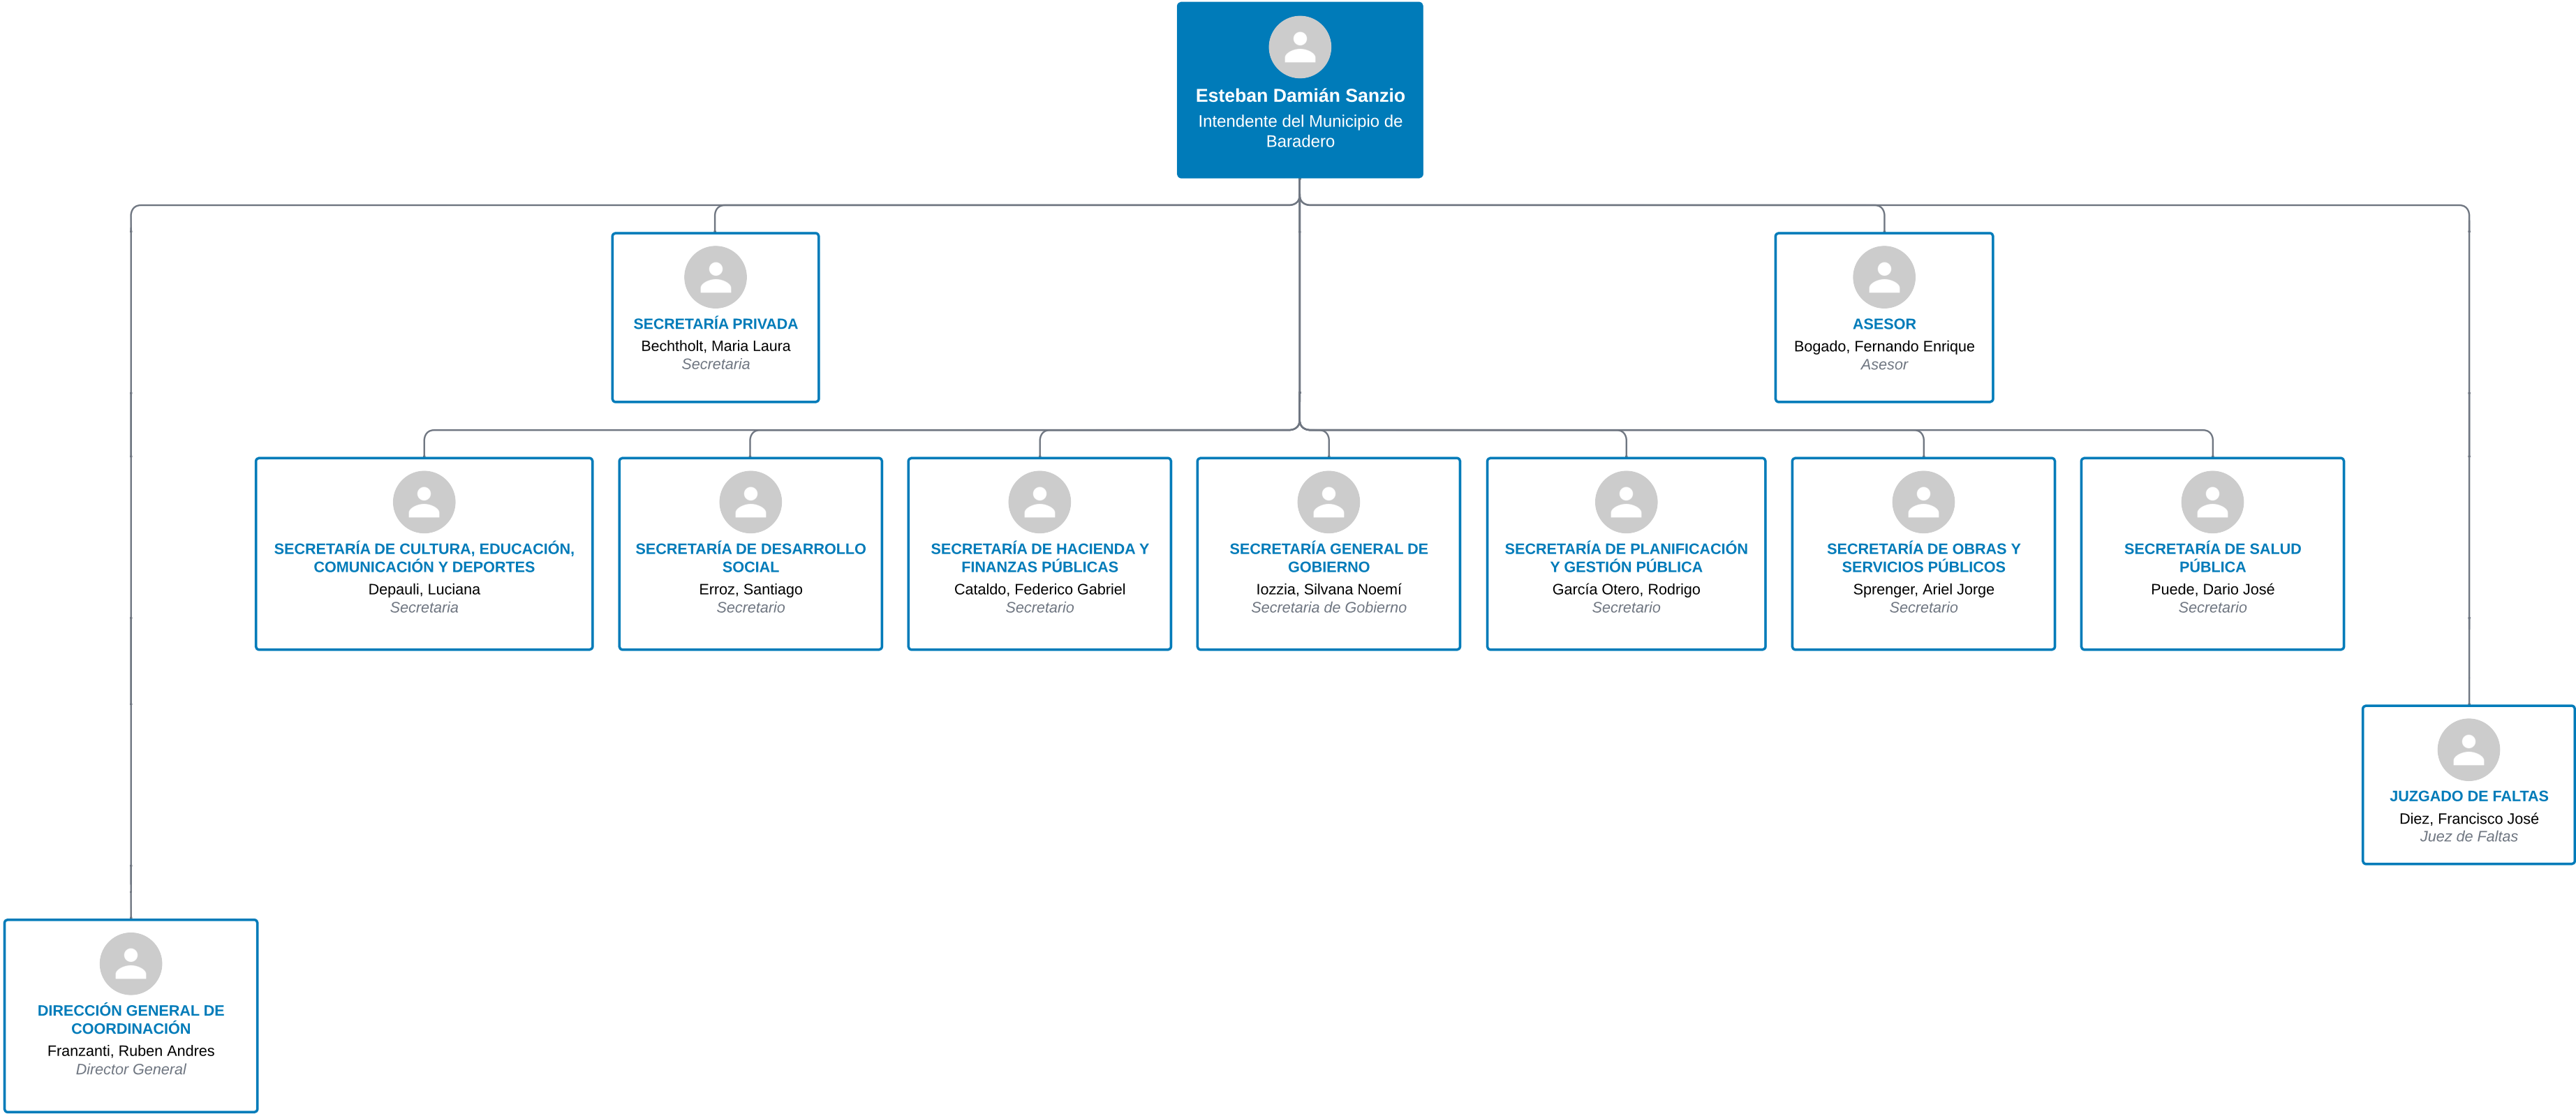 Esteban Damián Sanzio
Intendente del Municipio de
Baradero
SECRETARÍA PRIVADA
Bechtholt, Maria Laura
Secretaria
ASESOR
Bogado, Fernando Enrique
Asesor
SECRETARÍA DE CULTURA, EDUCACIÓN,
COMUNICACIÓN Y DEPORTES
Depauli, Luciana
Secretaria
SECRETARÍA DE DESARROLLO
SOCIAL
Erroz, Santiago
Secretario
SECRETARÍA DE HACIENDA Y
FINANZAS PÚBLICAS
Cataldo, Federico Gabriel
Secretario
SECRETARÍA GENERAL DE
GOBIERNO
Iozzia, Silvana Noemí
Secretaria de Gobierno
SECRETARÍA DE PLANIFICACIÓN
Y GESTIÓN PÚBLICA
García Otero, Rodrigo
Secretario
SECRETARÍA DE OBRAS Y
SERVICIOS PÚBLICOS
Sprenger, Ariel Jorge
Secretario
SECRETARÍA DE SALUD
PÚBLICA
Puede, Dario José
Secretario
JUZGADO DE FALTAS
Diez, Francisco José
Juez de Faltas
DIRECCIÓN GENERAL DE
COORDINACIÓN
Franzanti, Ruben Andres
Director General